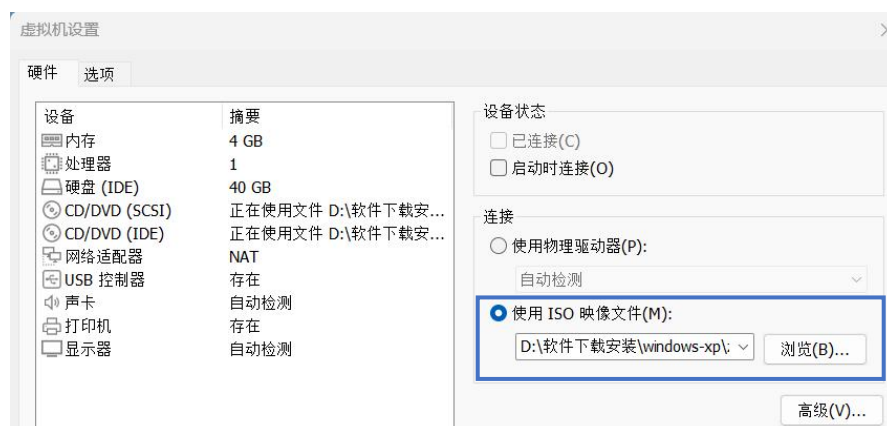 虚拟机设置
硬件 选项
设备 摘要
内存 4 GB
处理器 1
硬盘 (IDE) 40 GB
CD/DVD (SCSI) 正在使用文件 D:\软件下载安...
CD/DVD (IDE) 正在使用文件 D:\软件下载安...
网络适配器 NAT
USB 控制器 存在
声卡 自动检测
打印机 存在
显示器 自动检测
设备状态
已连接(C)
启动时连接(O)
连接
使用物理驱动器(P):
自动检测
使用 ISO 映像文件(M):
D:\软件下载安装\windows-xp\ 浏览(B)...
高级(V)...